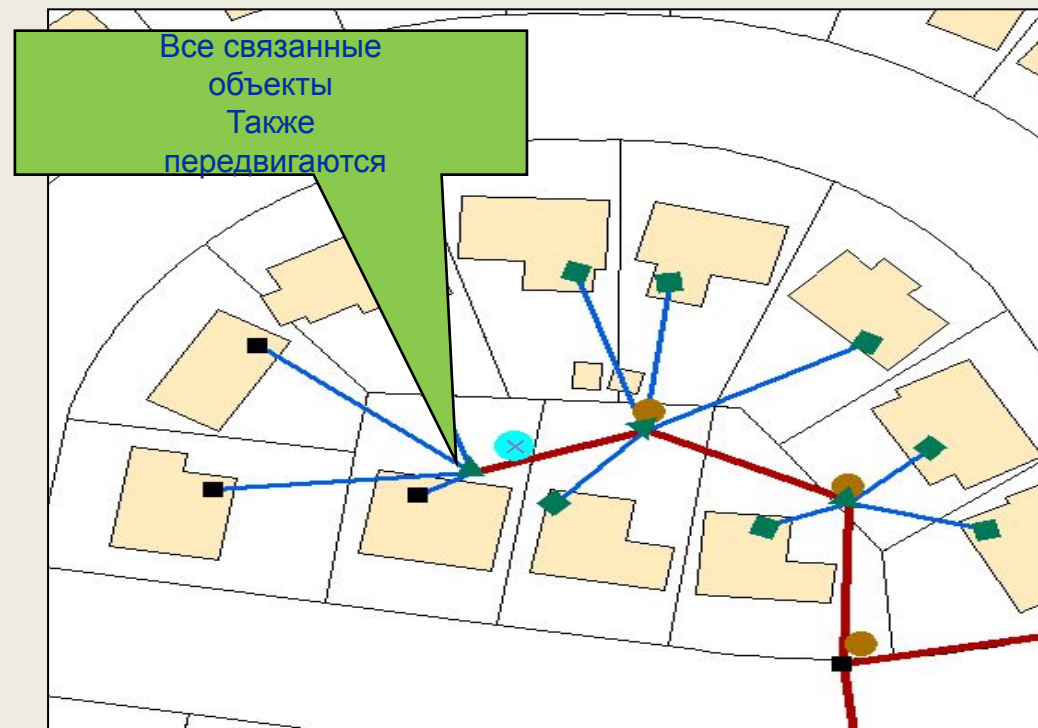 Все связанные
объекты
Также
передвигаются